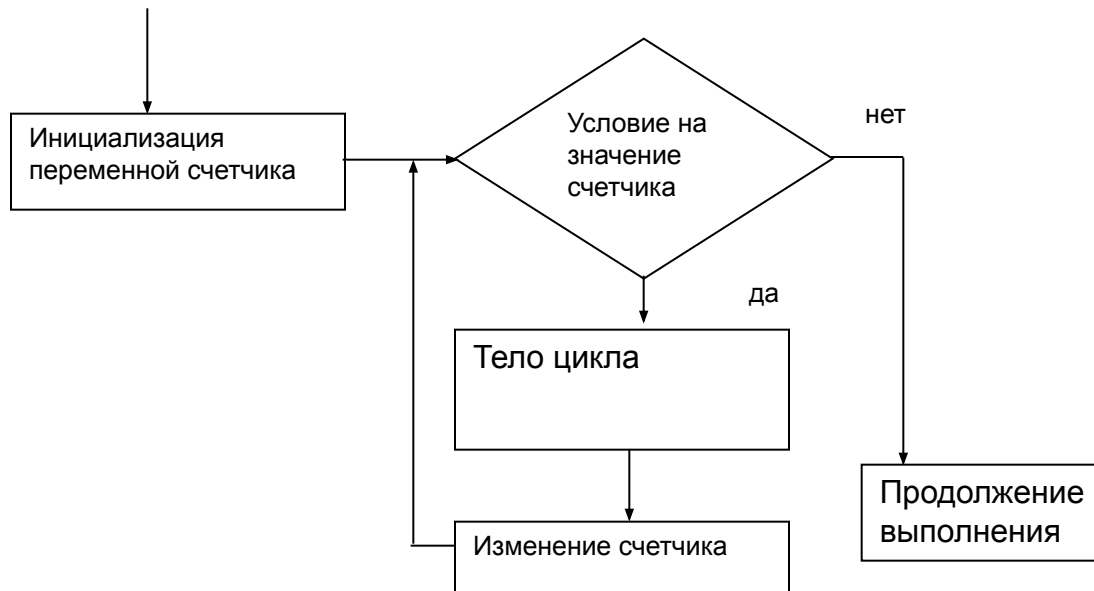 Инициализация
переменной счетчика
Условие на
значение
счетчика
нет
да
Тело цикла
Изменение счетчика
Продолжение
выполнения